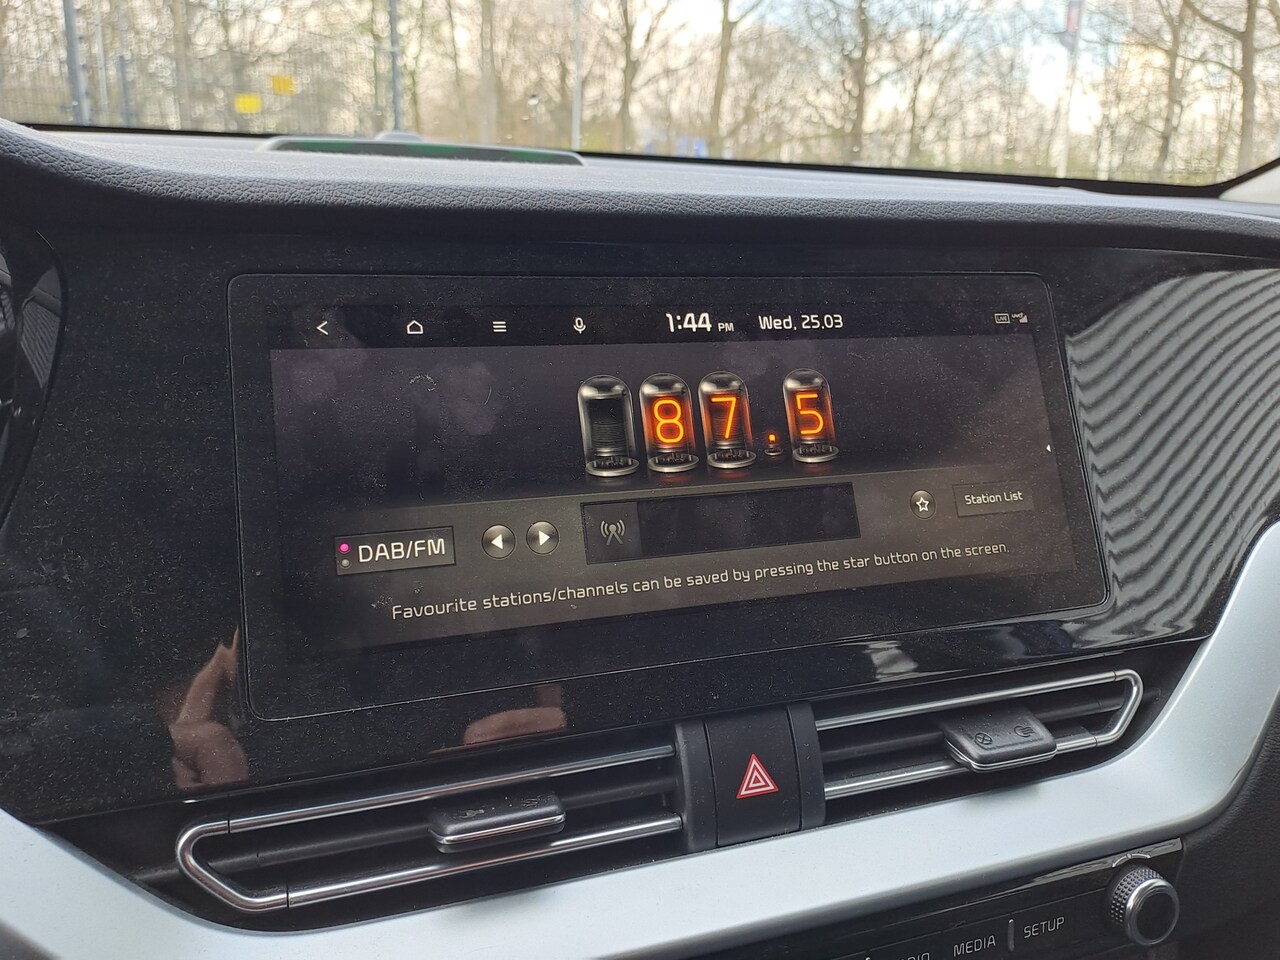 1:44 PM Wed, 25.03
LIVE
87.5
DAB/FM
Station List
Favourite stations/channels can be saved by pressing the star button on the screen.
MEDIA
SETUP